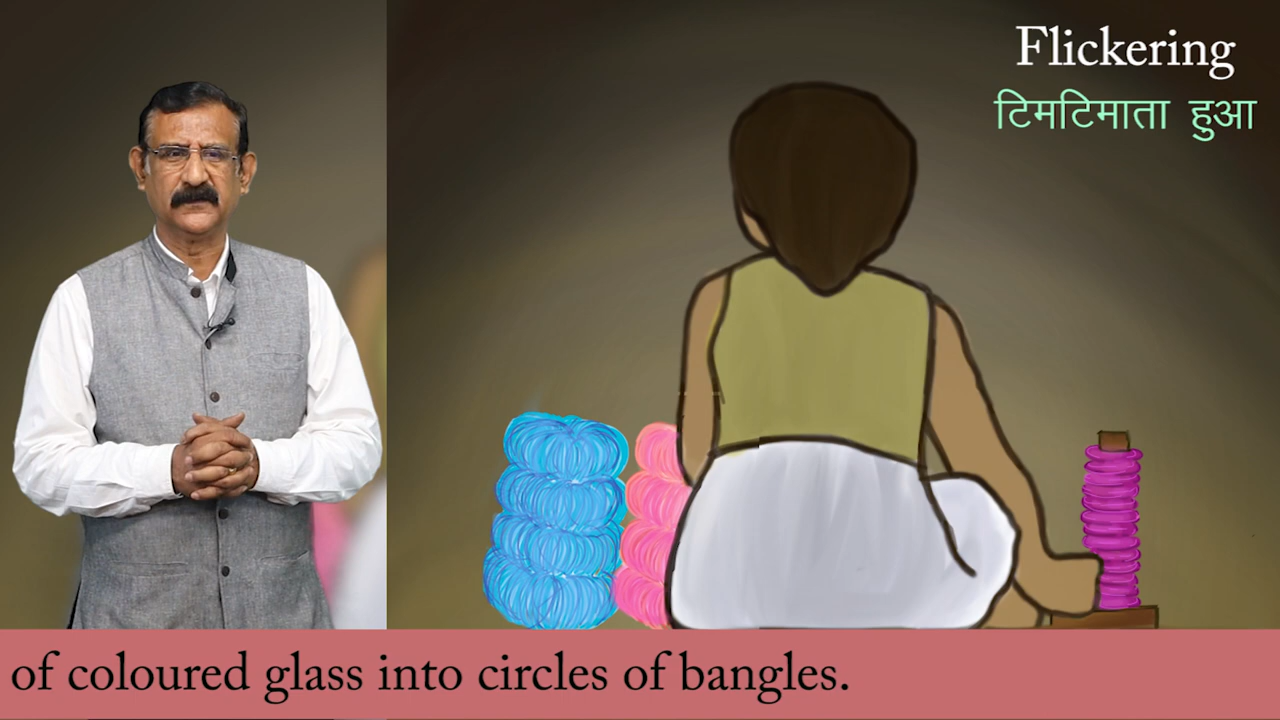 Flickering
टिमटिमाता हुआ
of coloured glass into circles of bangles.